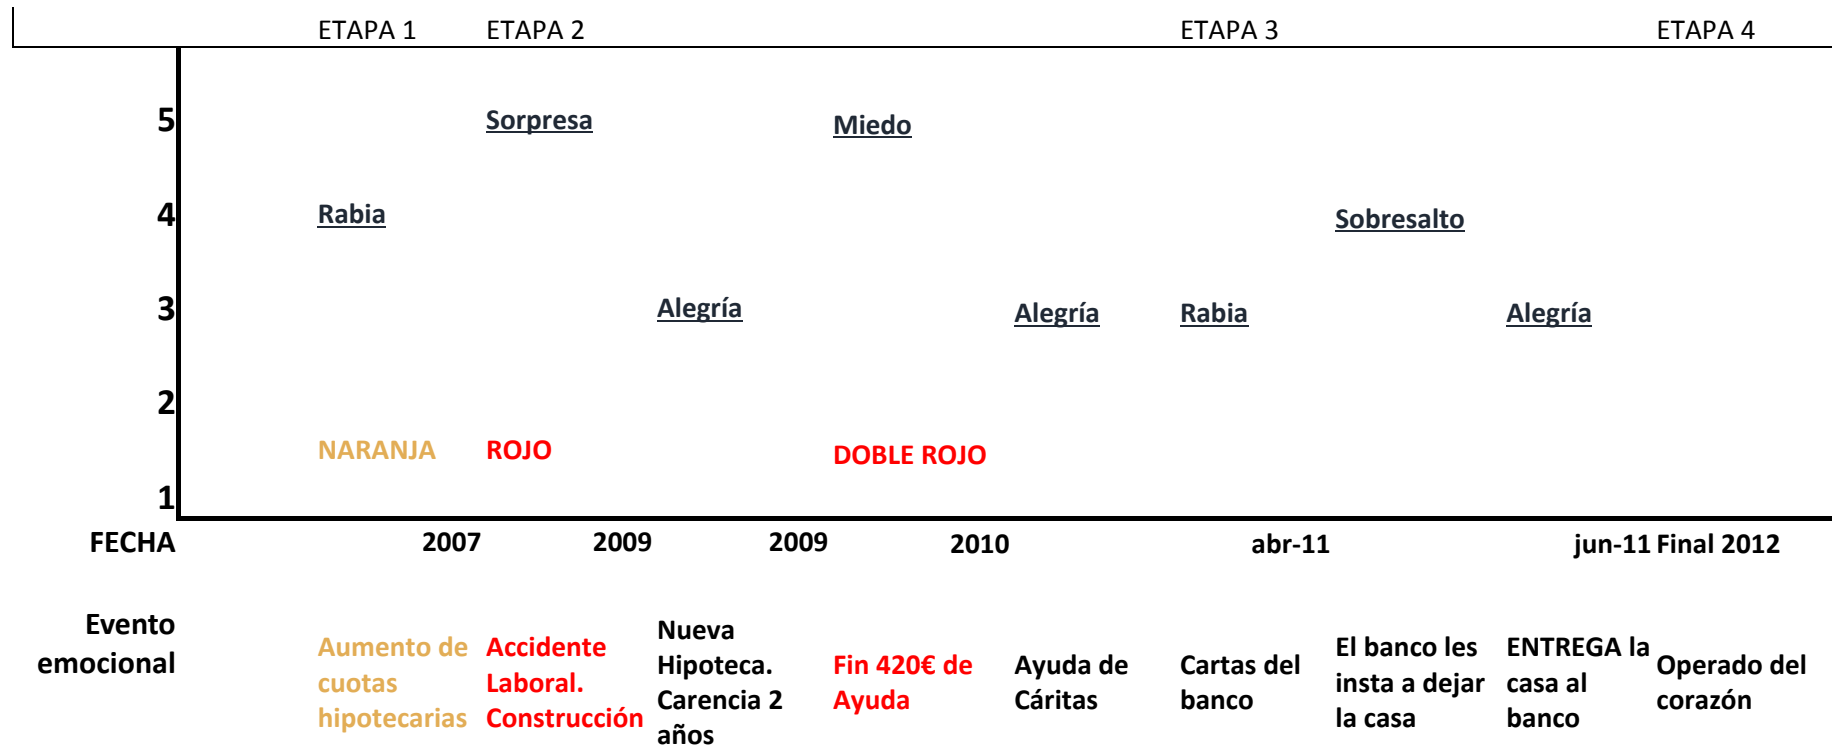 ETAPA 1 ETAPA 2 ETAPA 3 ETAPA 4
5 Sorpresa Miedo
4 Rabia Sobresalto
3 Alegría Alegría Rabia Alegría
2
NARANJA ROJO DOBLE ROJO
1
FECHA 2007 2009 2009 2010 abr-11 jun-11 Final 2012
Evento
emocional
Aumento de
cuotas
hipotecarias
Accidente
Laboral.
Construcción
Nueva
Hipoteca.
Carencia 2
años
Fin 420€ de
Ayuda
Ayuda de
Cáritas
Cartas del
banco
El banco les
insta a dejar
la casa
ENTREGA la
casa al
banco
Operado del
corazón